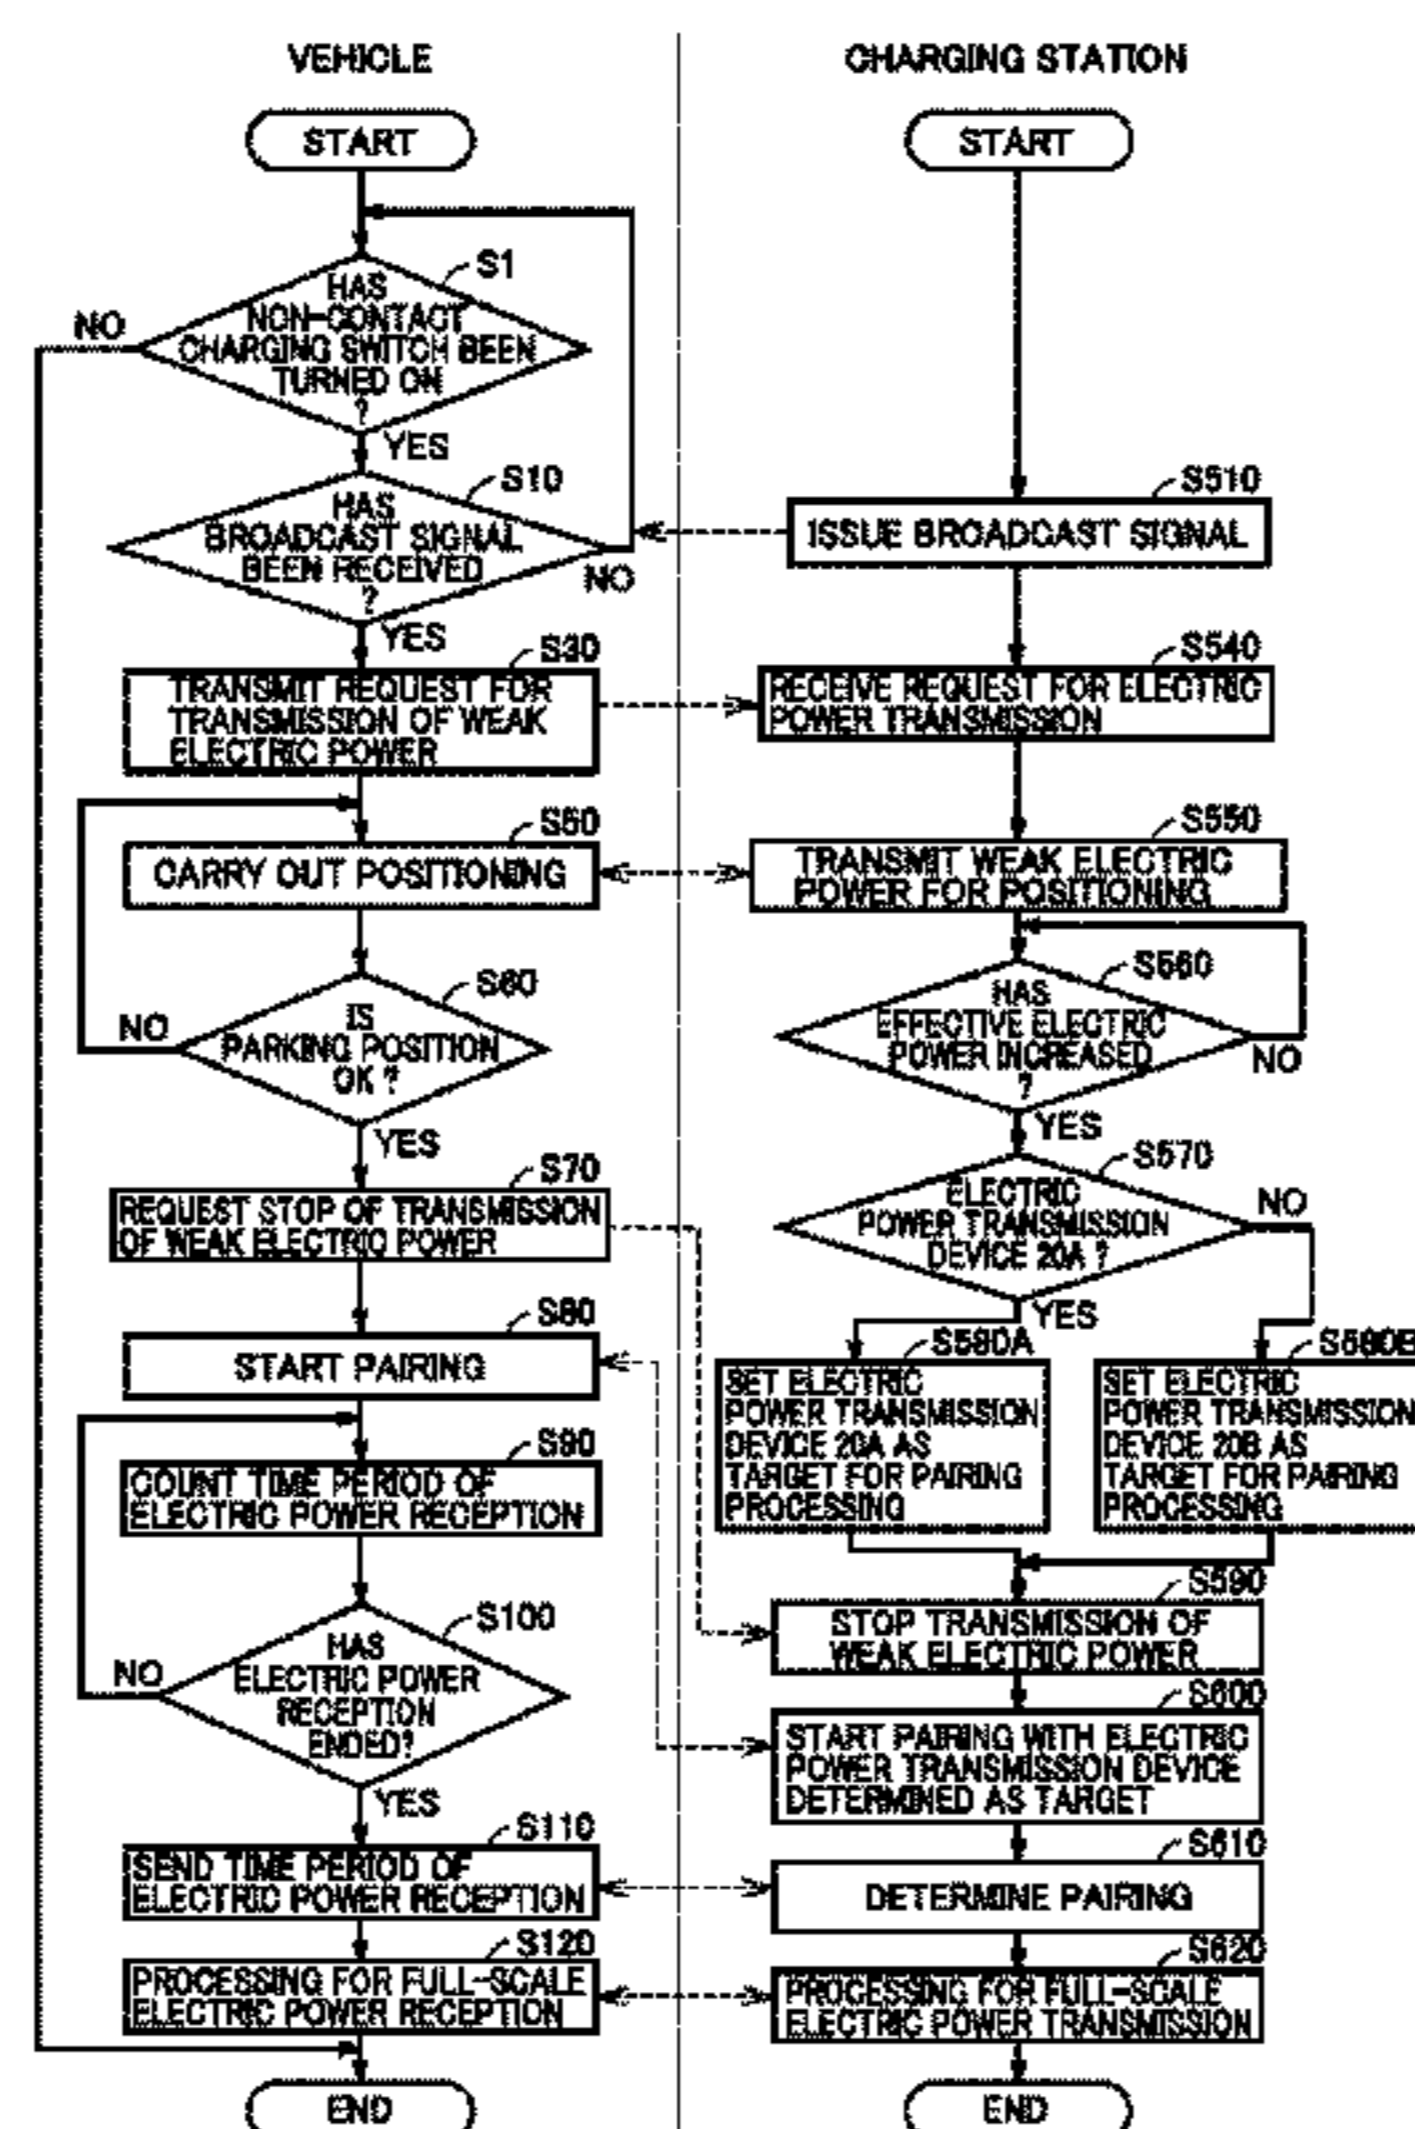 VEHICLE
START
S1
HAS
NON-CONTACT
CHARGING SWITCH BEEN
TURNED ON
?
NO
YES
S10
HAS
BROADCAST SIGNAL
BEEN RECEIVED
?
NO
YES
S30
TRANSMIT REQUEST FOR
TRANSMISSION OF WEAK
ELECTRIC POWER
S50
CARRY OUT POSITIONING
S60
IS
PARKING POSITION
OK ?
NO
YES
S70
REQUEST STOP OF TRANSMISSION
OF WEAK ELECTRIC POWER
S80
START PAIRING
S90
COUNT TIME PERIOD OF
ELECTRIC POWER RECEPTION
S100
HAS
ELECTRIC POWER
RECEPTION
ENDED?
NO
YES
S110
SEND TIME PERIOD OF
ELECTRIC POWER RECEPTION
S120
PROCESSING FOR FULL-SCALE
ELECTRIC POWER RECEPTION
END
CHARGING STATION
START
S510
ISSUE BROADCAST SIGNAL
S540
RECEIVE REQUEST FOR ELECTRIC
POWER TRANSMISSION
S550
TRANSMIT WEAK ELECTRIC
POWER FOR POSITIONING
S560
HAS
EFFECTIVE ELECTRIC
POWER INCREASED
?
NO
YES
S570
ELECTRIC
POWER TRANSMISSION
DEVICE 20A ?
NO
YES
S580A
SET ELECTRIC
POWER TRANSMISSION
DEVICE 20A AS
TARGET FOR PAIRING
PROCESSING
S580B
SET ELECTRIC
POWER TRANSMISSION
DEVICE 20B AS
TARGET FOR PAIRING
PROCESSING
S590
STOP TRANSMISSION OF
WEAK ELECTRIC POWER
S600
START PAIRING WITH ELECTRIC
POWER TRANSMISSION DEVICE
DETERMINED AS TARGET
S610
DETERMINE PAIRING
S620
PROCESSING FOR FULL-SCALE
ELECTRIC POWER TRANSMISSION
END